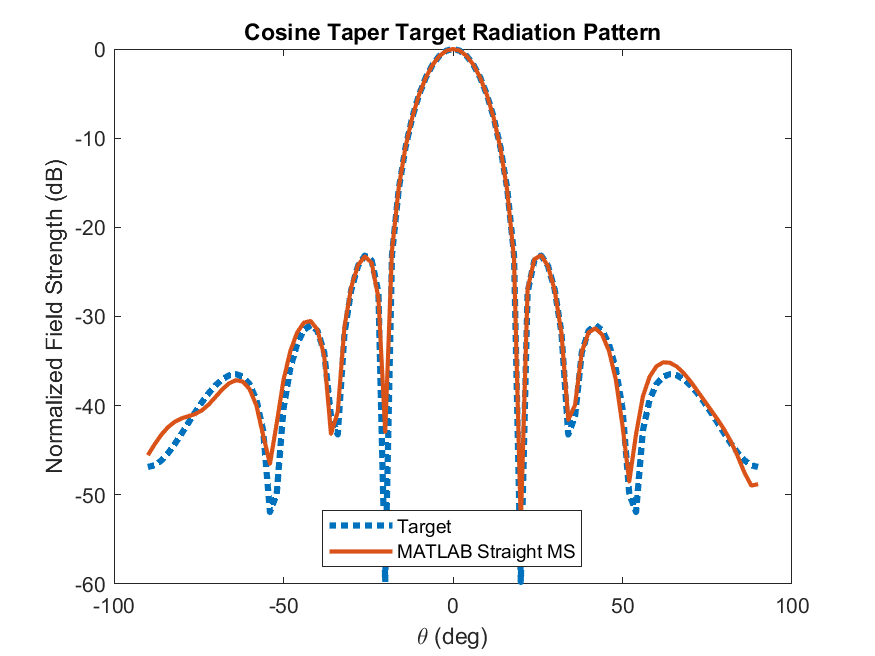 Cosine Taper Target Radiation Pattern
Normalized Field Strength (dB)
0
-10
-20
-30
-40
-50
-60
Target
MATLAB Straight MS
-100
-50
0
50
100
θ (deg)